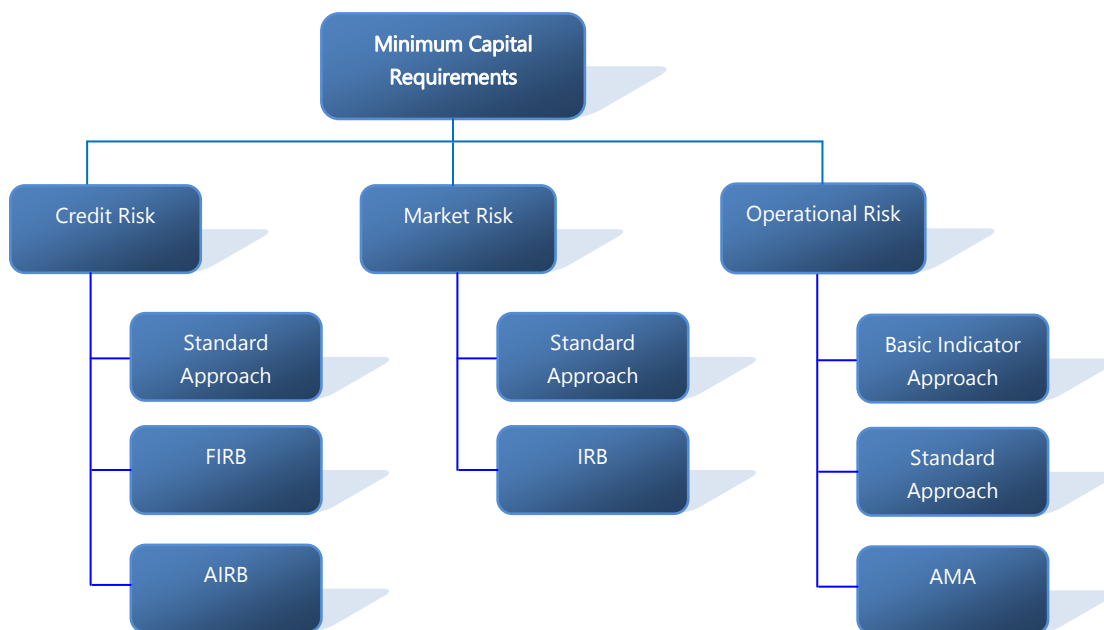 Minimum Capital
Requirements
Credit Risk
Market Risk
Operational Risk
Standard
Approach
FIRB
AIRB
Standard
Approach
IRB
Basic Indicator
Approach
Standard
Approach
AMA